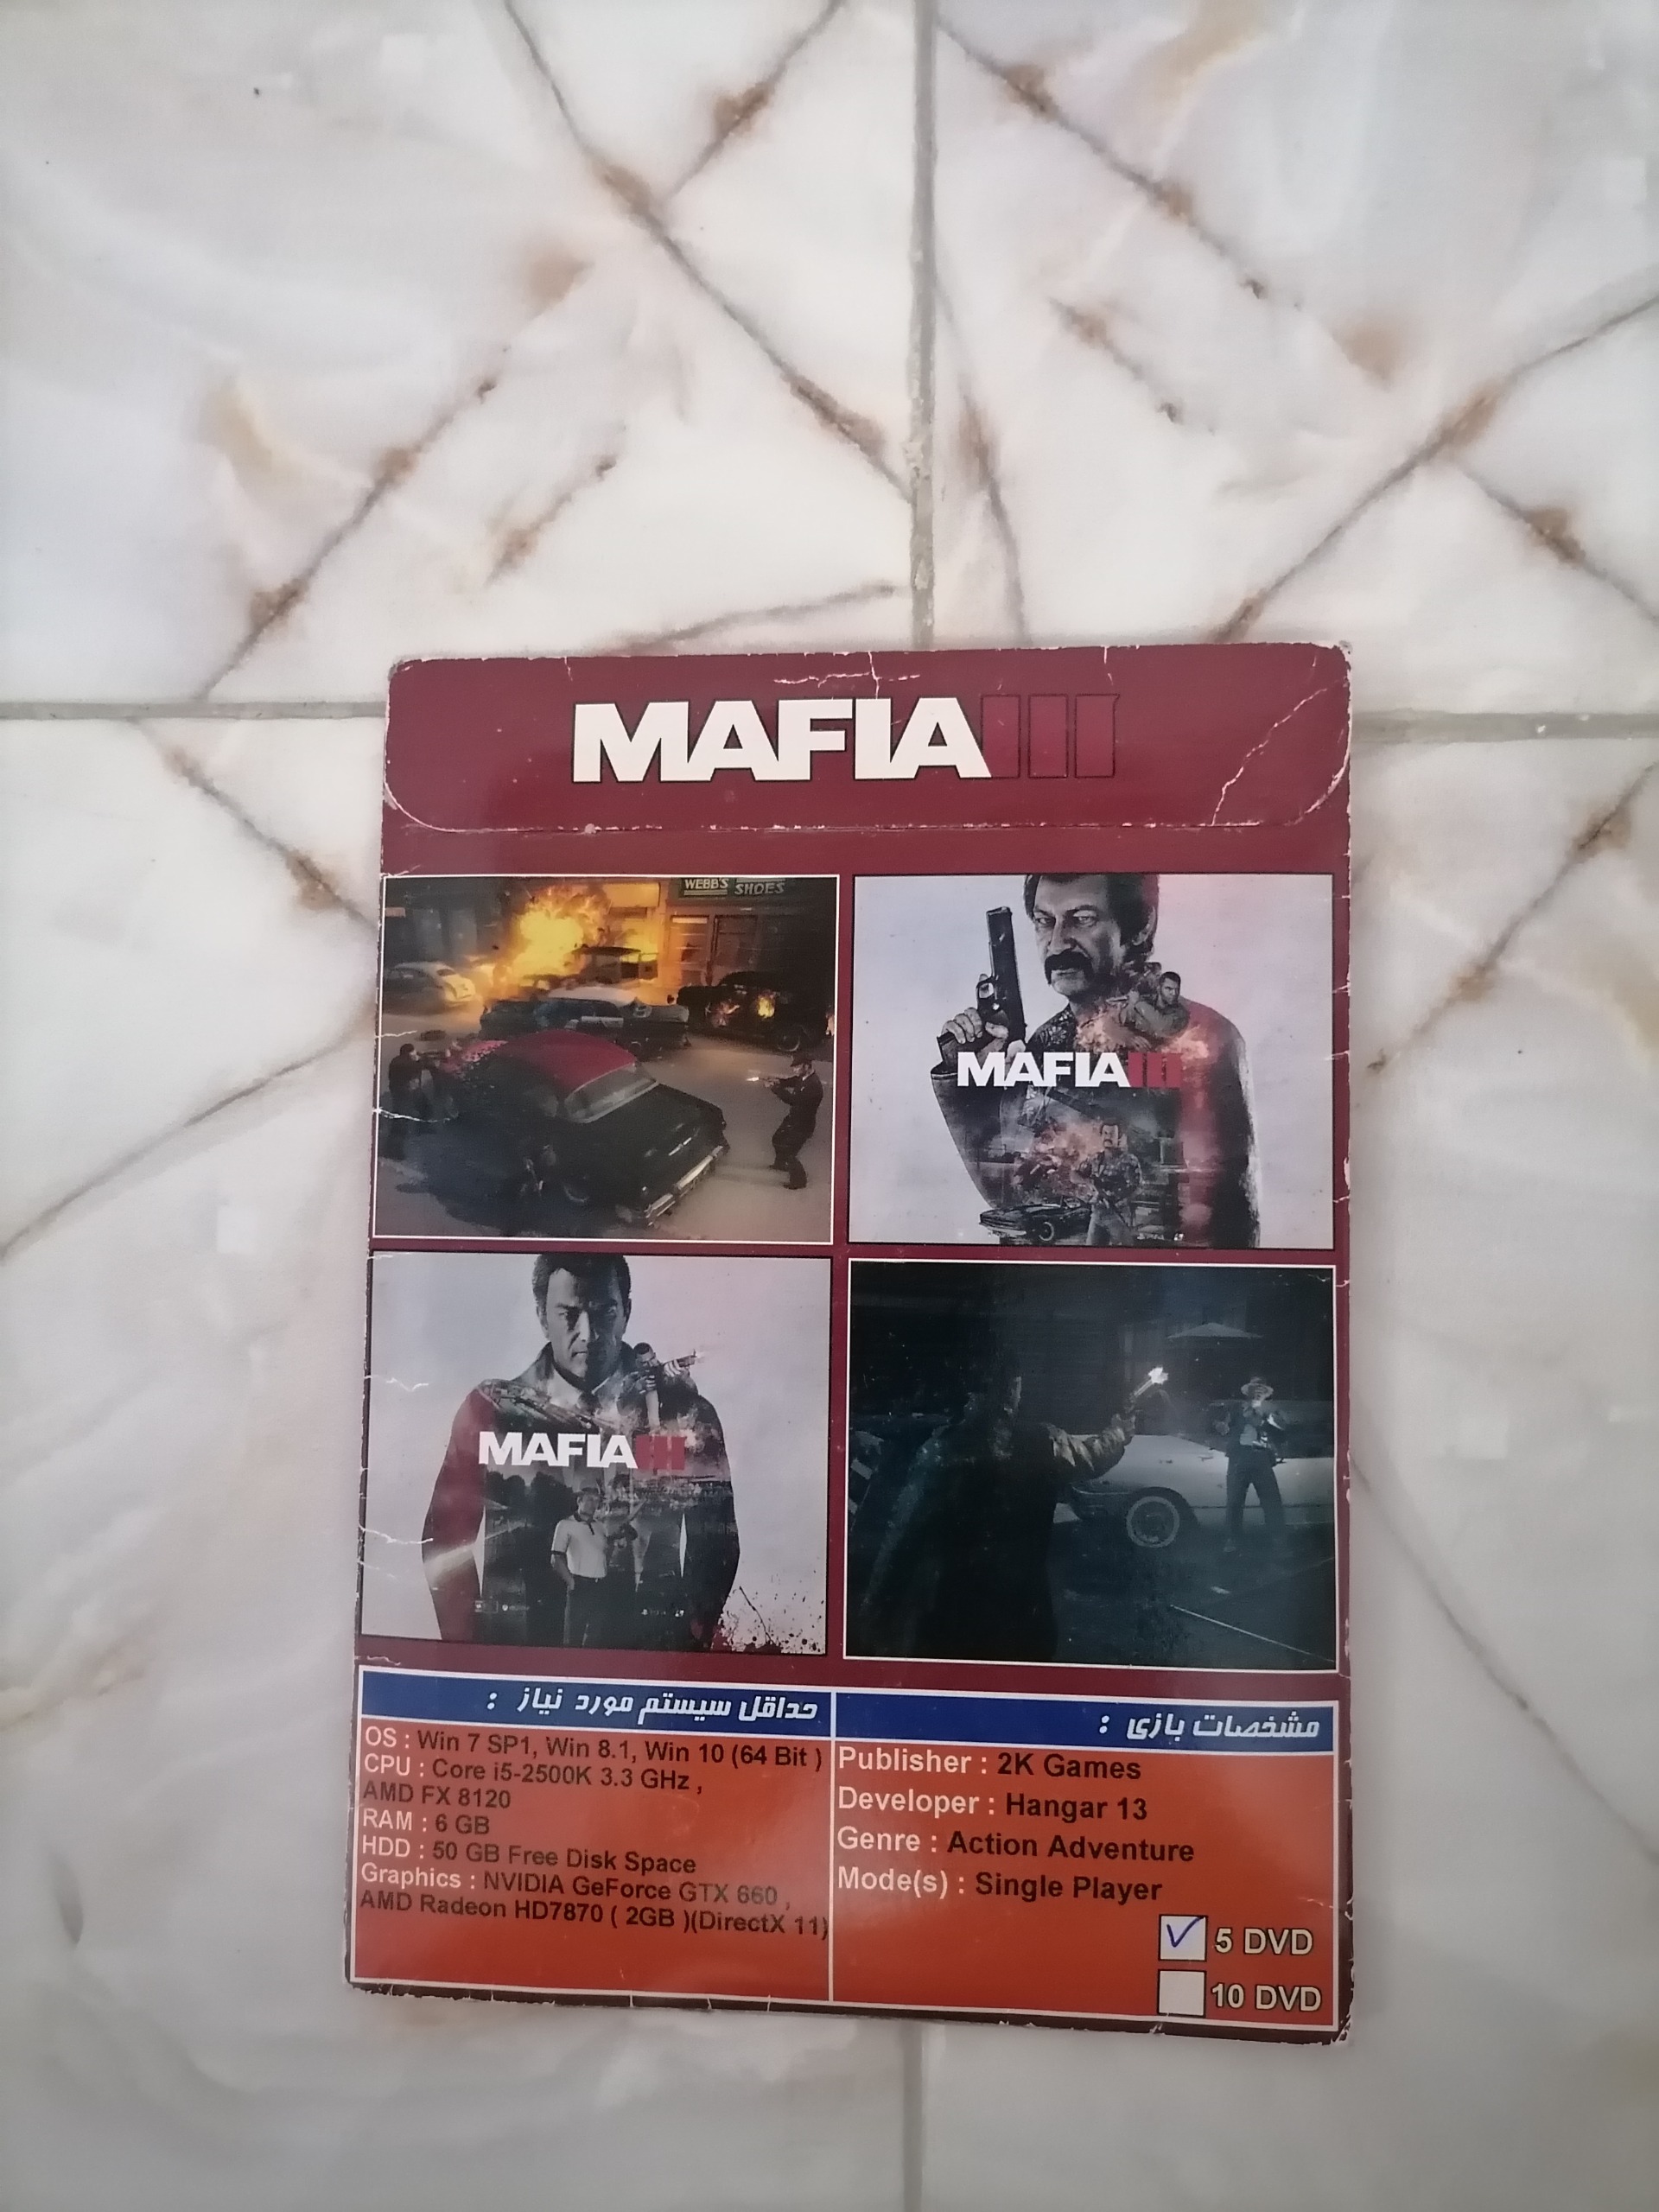 MAFIA III
WEBB'S SHOES
MAFIA III
MAFIA III
حداقل سیستم مورد نیاز :
OS : Win 7 SP1, Win 8.1, Win 10 (64 Bit )
CPU : Core i5-2500K 3.3 GHz ,
AMD FX 8120
RAM : 6 GB
HDD : 50 GB Free Disk Space
Graphics : NVIDIA GeForce GTX 660 ,
AMD Radeon HD7870 ( 2GB )(DirectX 11)
مشخصات بازی :
Publisher : 2K Games
Developer : Hangar 13
Genre : Action Adventure
Mode(s) : Single Player
5 DVD
10 DVD